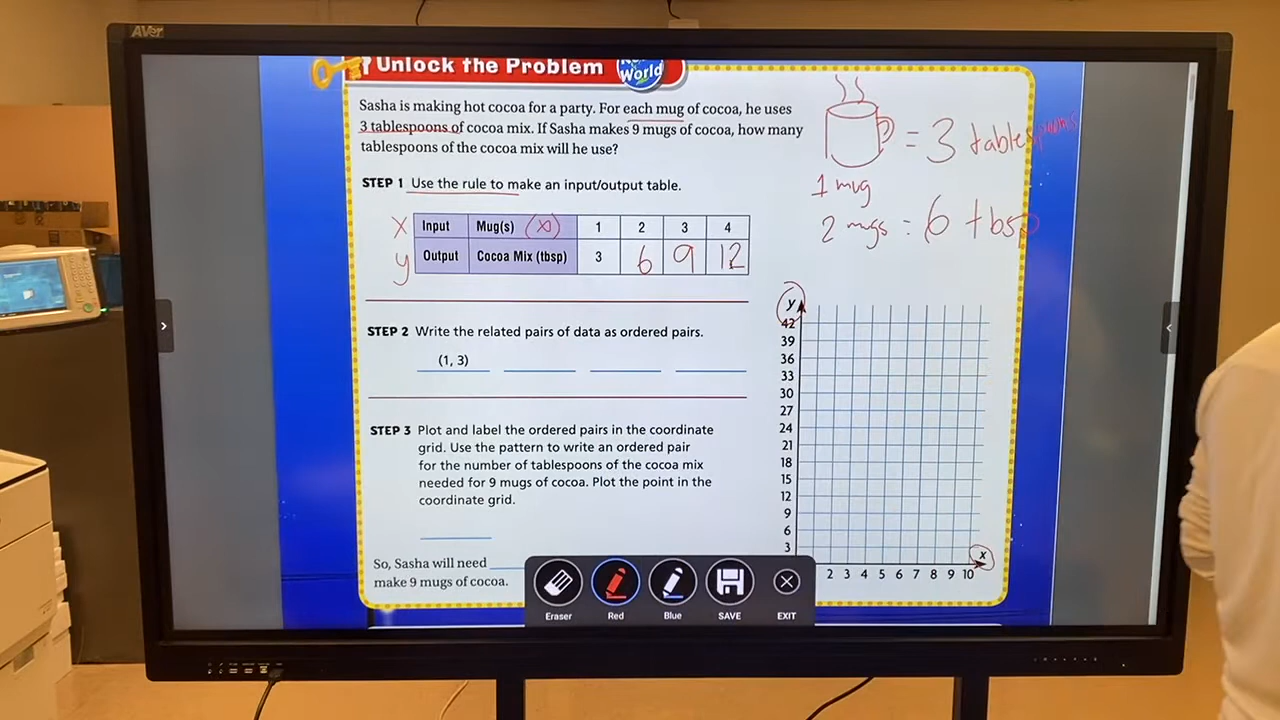 AVer
Unlock the Problem
World
Sasha is making hot cocoa for a party. For each mug of cocoa, he uses
3 tablespoons of cocoa mix. If Sasha makes 9 mugs of cocoa, how many
tablespoons of the cocoa mix will he use?
= 3 tablespoons
1 mug
2 mugs = 6 tbsp
STEP 1 Use the rule to make an input/output table.
x Input Mug(s) (x) 1 2 3 4
y Output Cocoa Mix (tbsp) 3 6 9 12
STEP 2 Write the related pairs of data as ordered pairs.
(1, 3)
STEP 3 Plot and label the ordered pairs in the coordinate
grid. Use the pattern to write an ordered pair
for the number of tablespoons of the cocoa mix
needed for 9 mugs of cocoa. Plot the point in the
coordinate grid.
So, Sasha will need
make 9 mugs of cocoa.
y
42
39
36
33
30
27
24
21
18
15
12
9
6
3
x
2 3 4 5 6 7 8 9 10
Eraser Red Blue SAVE EXIT